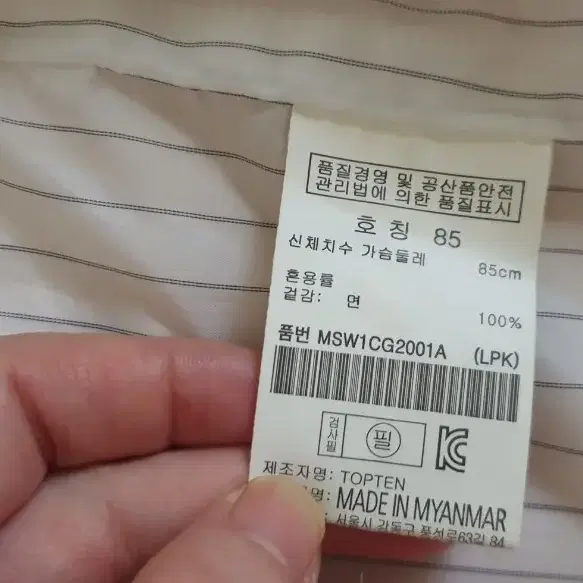 품질경영 및 공산품안전
관리법에 의한 품질표시
호 칭 85
신체치수 가슴둘레 85cm
혼용률
겉감: 면 100%
품번 MSW1CG2001A (LPK)
검사필 필
제조자명: TOPTEN
명: MADE IN MYANMAR
: 서울시 강동구 풍성로63길 84